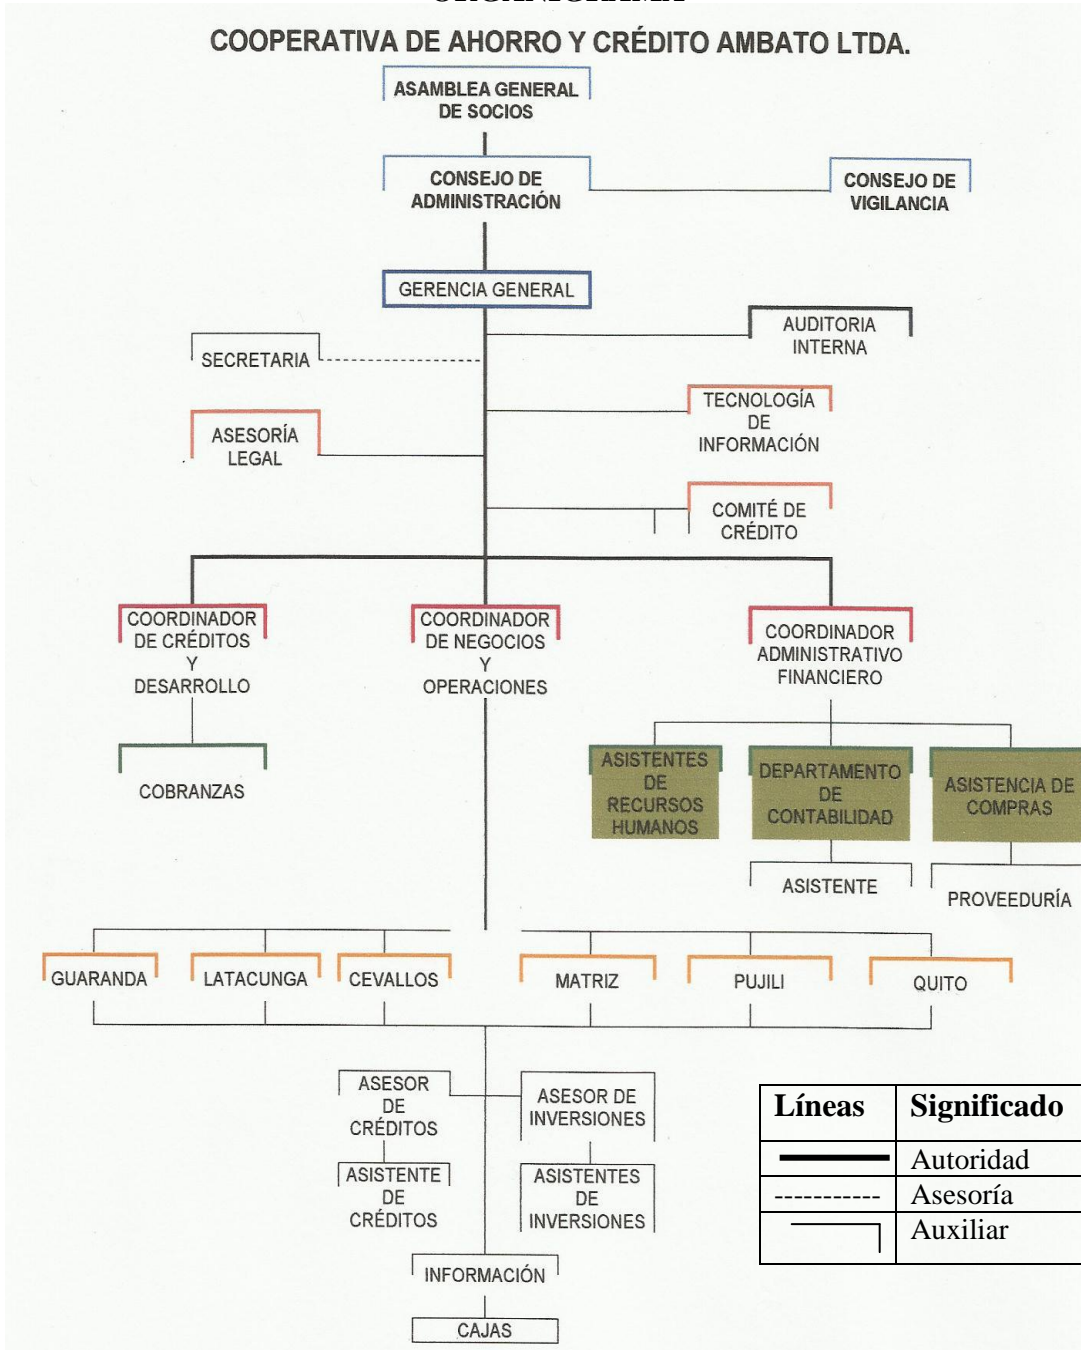 ORGANIGRAMA
COOPERATIVA DE AHORRO Y CRÉDITO AMBATO LTDA.
ASAMBLEA GENERAL
DE SOCIOS
CONSEJO DE
ADMINISTRACIÓN
CONSEJO DE
VIGILANCIA
GERENCIA GENERAL
AUDITORIA
INTERNA
SECRETARIA
TECNOLOGÍA
DE
INFORMACIÓN
ASESORÍA
LEGAL
COMITÉ DE
CRÉDITO
COORDINADOR
DE CRÉDITOS
Y
DESARROLLO
COORDINADOR
DE NEGOCIOS
Y
OPERACIONES
COORDINADOR
ADMINISTRATIVO
FINANCIERO
COBRANZAS
ASISTENTES
DE
RECURSOS
HUMANOS
DEPARTAMENTO
DE
CONTABILIDAD
ASISTENCIA DE
COMPRAS
ASISTENTE
PROVEEDURÍA
GUARANDA
LATACUNGA
CEVALLOS
MATRIZ
PUJILI
QUITO
ASESOR
DE
CRÉDITOS
ASESOR DE
INVERSIONES
ASISTENTE
DE
CRÉDITOS
ASISTENTES
DE
INVERSIONES
INFORMACIÓN
CAJAS
Líneas Significado
Autoridad
Asesoría
Auxiliar